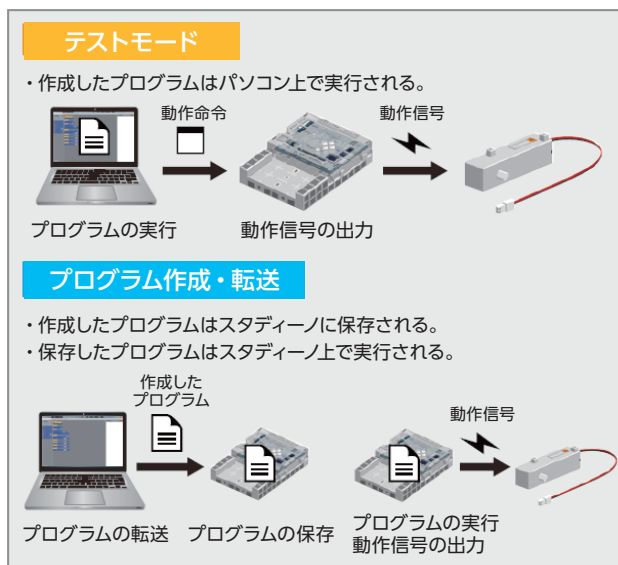 テストモード
・作成したプログラムはパソコン上で実行される。
動作命令
動作信号
プログラムの実行
動作信号の出力
プログラム作成・転送
・作成したプログラムはスタディーノに保存される。
・保存したプログラムはスタディーノ上で実行される。
作成した
プログラム
動作信号
プログラムの転送
プログラムの保存
プログラムの実行
動作信号の出力